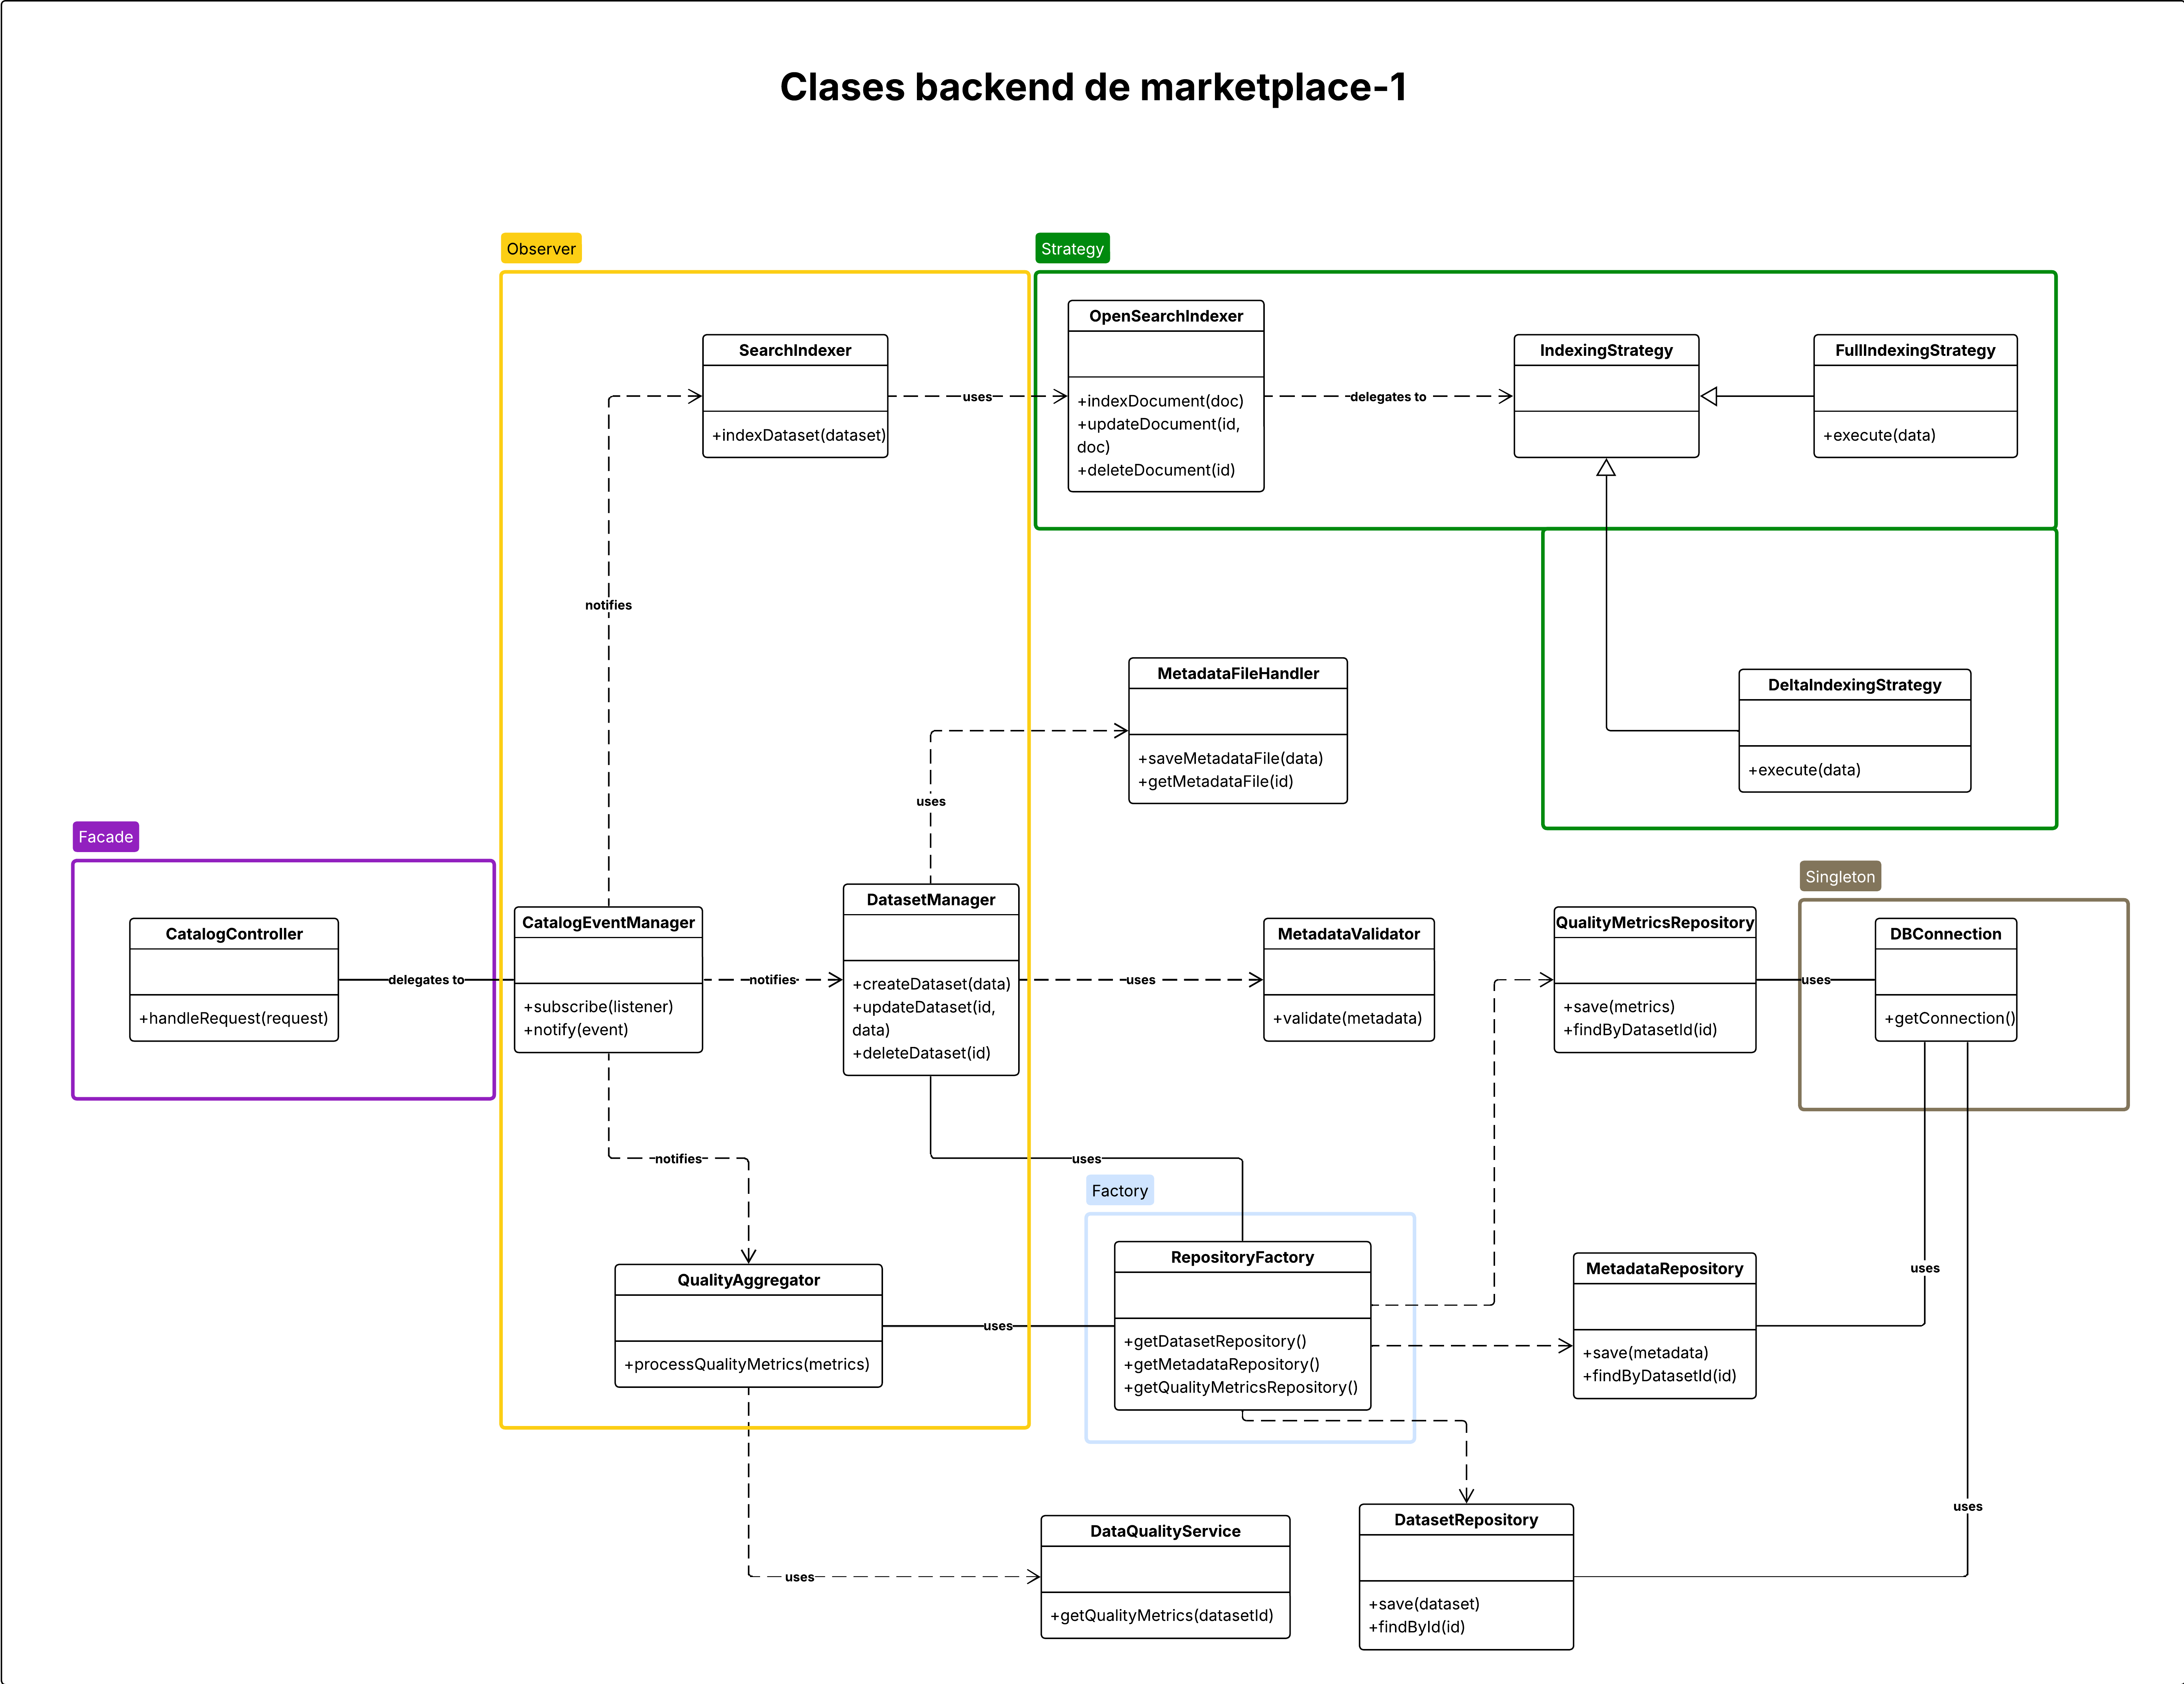 Clases backend de marketplace-1
Observer
Strategy
OpenSearchIndexer
+indexDocument(doc)
+updateDocument(id,
doc)
+deleteDocument(id)
SearchIndexer
+indexDataset(dataset)
uses
delegates to
IndexingStrategy
FullIndexingStrategy
+execute(data)
notifies
MetadataFileHandler
+saveMetadataFile(data)
+getMetadataFile(id)
DeltaIndexingStrategy
+execute(data)
uses
Facade
CatalogController
+handleRequest(request)
delegates to
CatalogEventManager
+subscribe(listener)
+notify(event)
notifies
DatasetManager
+createDataset(data)
+updateDataset(id,
data)
+deleteDataset(id)
uses
MetadataValidator
+validate(metadata)
QualityMetricsRepository
+save(metrics)
+findByDatasetId(id)
uses
Singleton
DBConnection
+getConnection()
notifies
uses
Factory
RepositoryFactory
+getDatasetRepository()
+getMetadataRepository()
+getQualityMetricsRepository()
QualityAggregator
+processQualityMetrics(metrics)
uses
MetadataRepository
+save(metadata)
+findByDatasetId(id)
uses
uses
DataQualityService
+getQualityMetrics(datasetId)
uses
DatasetRepository
+save(dataset)
+findById(id)